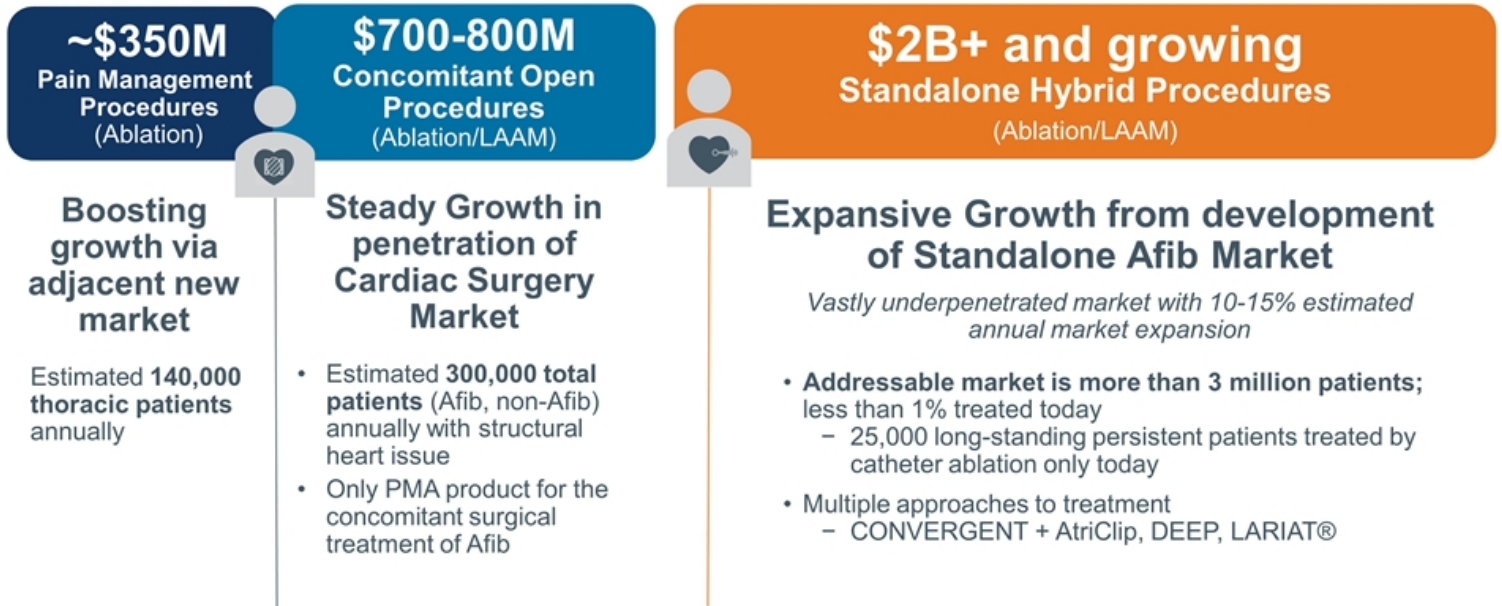 ~$350M
Pain Management
Procedures
(Ablation)
$700-800M
Concomitant Open
Procedures
(Ablation/LAAM)
$2B+ and growing
Standalone Hybrid Procedures
(Ablation/LAAM)
Boosting
growth via
adjacent new
market
Estimated 140,000
thoracic patients
annually
Steady Growth in
penetration of
Cardiac Surgery
Market
• Estimated 300,000 total
patients (Afib, non-Afib)
annually with structural
heart issue
• Only PMA product for the
concomitant surgical
treatment of Afib
Expansive Growth from development
of Standalone Afib Market
Vastly underpenetrated market with 10-15% estimated
annual market expansion
• Addressable market is more than 3 million patients;
less than 1% treated today
− 25,000 long-standing persistent patients treated by
catheter ablation only today
• Multiple approaches to treatment
− CONVERGENT + AtriClip, DEEP, LARIAT®